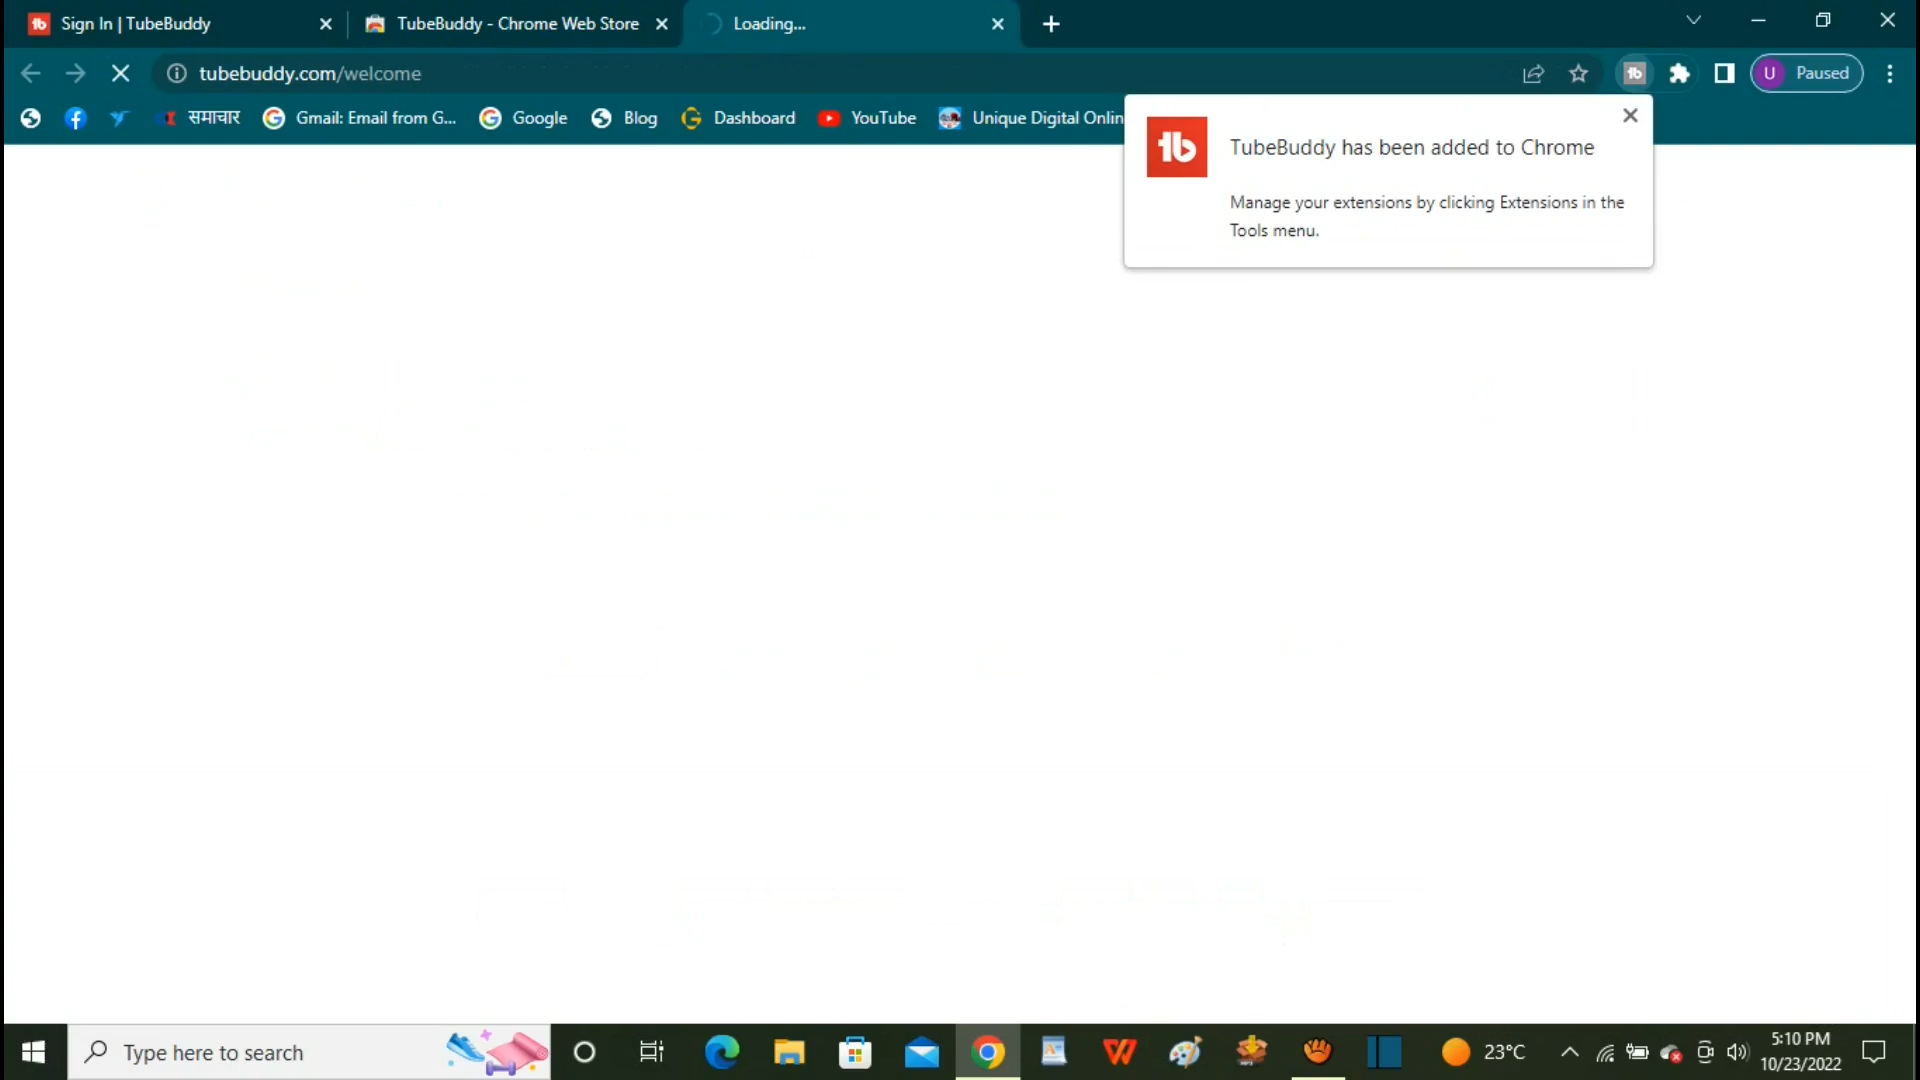 Sign In | TubeBuddy
TubeBuddy - Chrome Web Store
Loading...
tubebuddy.com/welcome
U
Paused
समाचार
Gmail: Email from G...
Google
Blog
Dashboard
YouTube
Unique Digital Onlin
TubeBuddy has been added to Chrome
Manage your extensions by clicking Extensions in the
Tools menu.
Type here to search
23°C
5:10 PM
10/23/2022